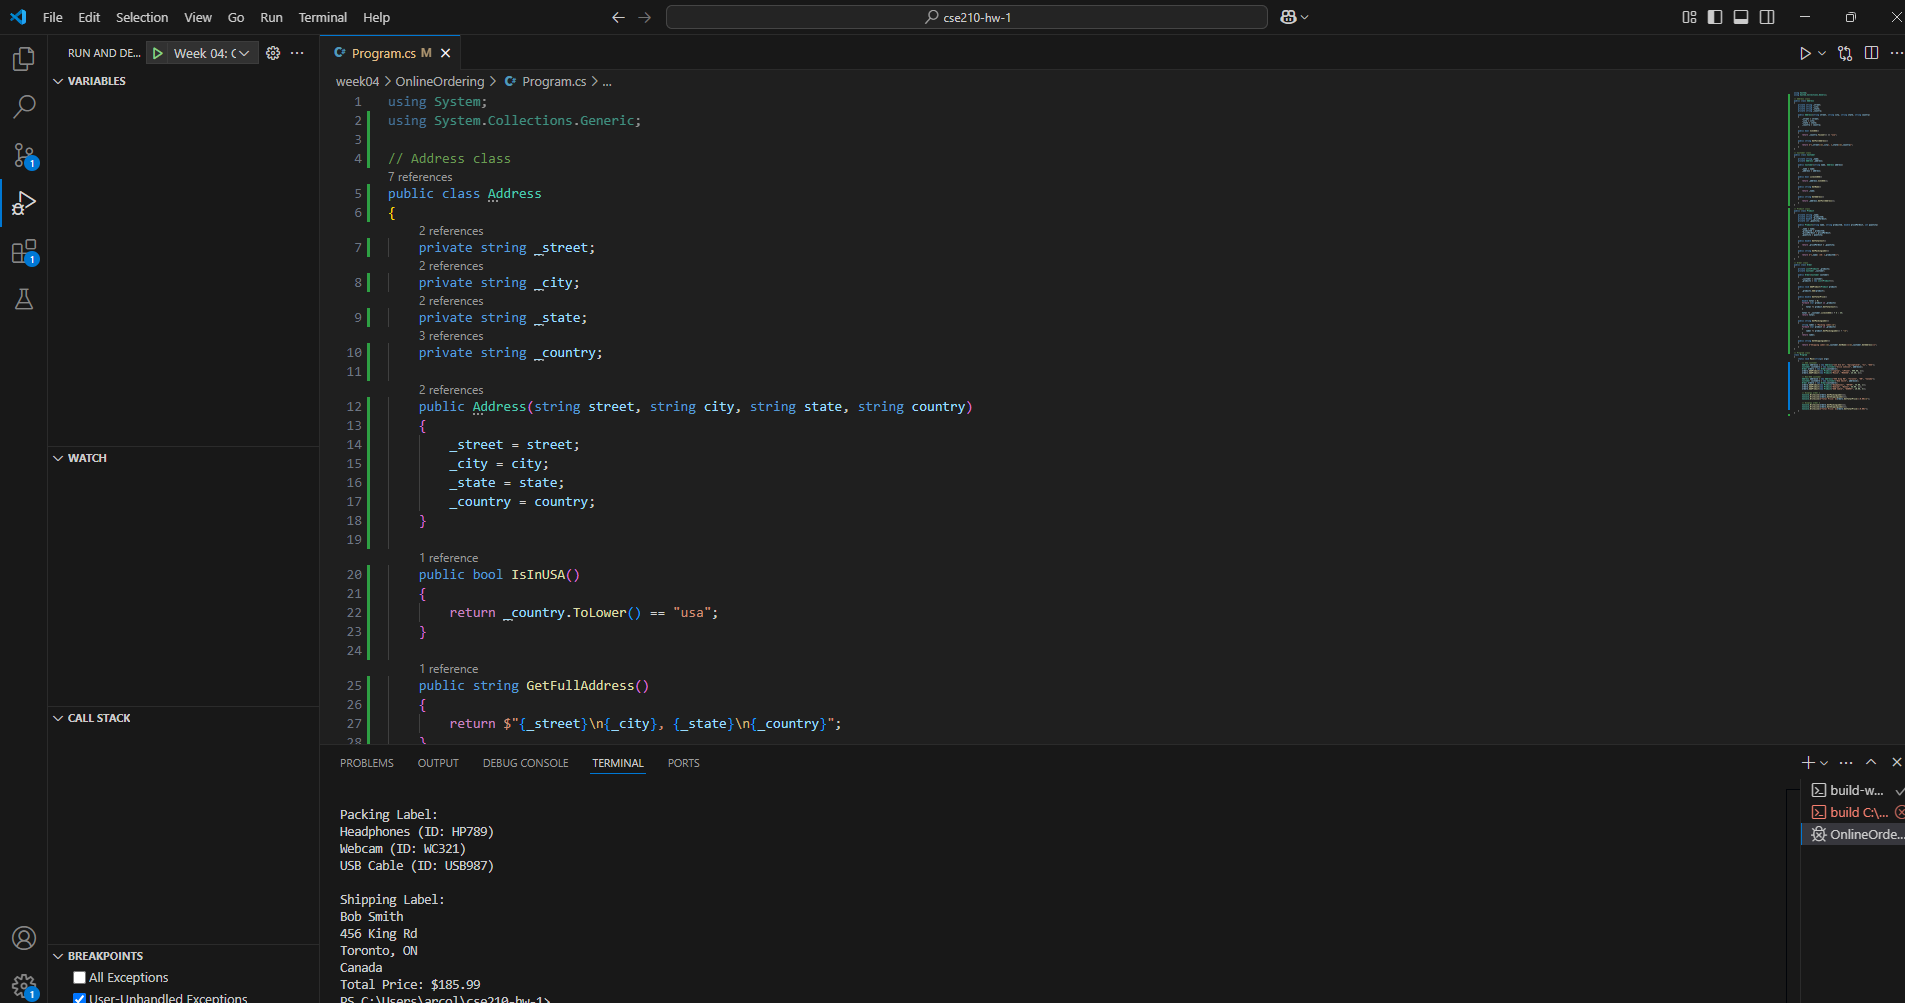 File Edit Selection View Go Run Terminal Help
cse210-hw-1
RUN AND DE... Week 04: C
VARIABLES
WATCH
CALL STACK
BREAKPOINTS
All Exceptions
User-Unhandled Exceptions
1
1
1
Program.cs M
week04 > OnlineOrdering > Program.cs > ...
1 using System;
2 using System.Collections.Generic;
3
4 // Address class
7 references
5 public class Address
6 {
2 references
7 private string _street;
2 references
8 private string _city;
2 references
9 private string _state;
3 references
10 private string _country;
11
2 references
12 public Address(string street, string city, string state, string country)
13 {
14 _street = street;
15 _city = city;
16 _state = state;
17 _country = country;
18 }
19
1 reference
20 public bool IsInUSA()
21 {
22 return _country.ToLower() == "usa";
23 }
24
1 reference
25 public string GetFullAddress()
26 {
27 return $"{_street}\n{_city}, {_state}\n{_country}";
28 }
PROBLEMS OUTPUT DEBUG CONSOLE TERMINAL PORTS
Packing Label:
Headphones (ID: HP789)
Webcam (ID: WC321)
USB Cable (ID: USB987)
Shipping Label:
Bob Smith
456 King Rd
Toronto, ON
Canada
Total Price: $185.99
PS C:\Users\arcol\cse210-hw-1>
build-w...
build C:\...
OnlineOrde...